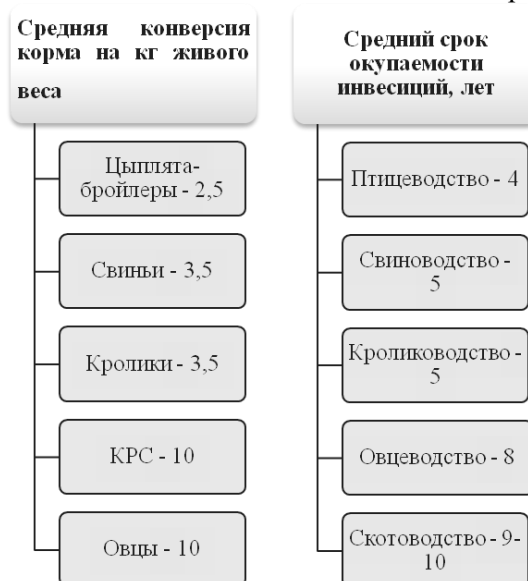 Средняя конверсия
корма на кг живого
веса
Цыплята-
бройлеры - 2,5
Свиньи - 3,5
Кролики - 3,5
КРС - 10
Овцы - 10
Средний срок
окупаемости
инвесиций, лет
Птицеводство - 4
Свиноводство -
5
Кролиководство -
5
Овцеводство - 8
Скотоводство - 9-
10